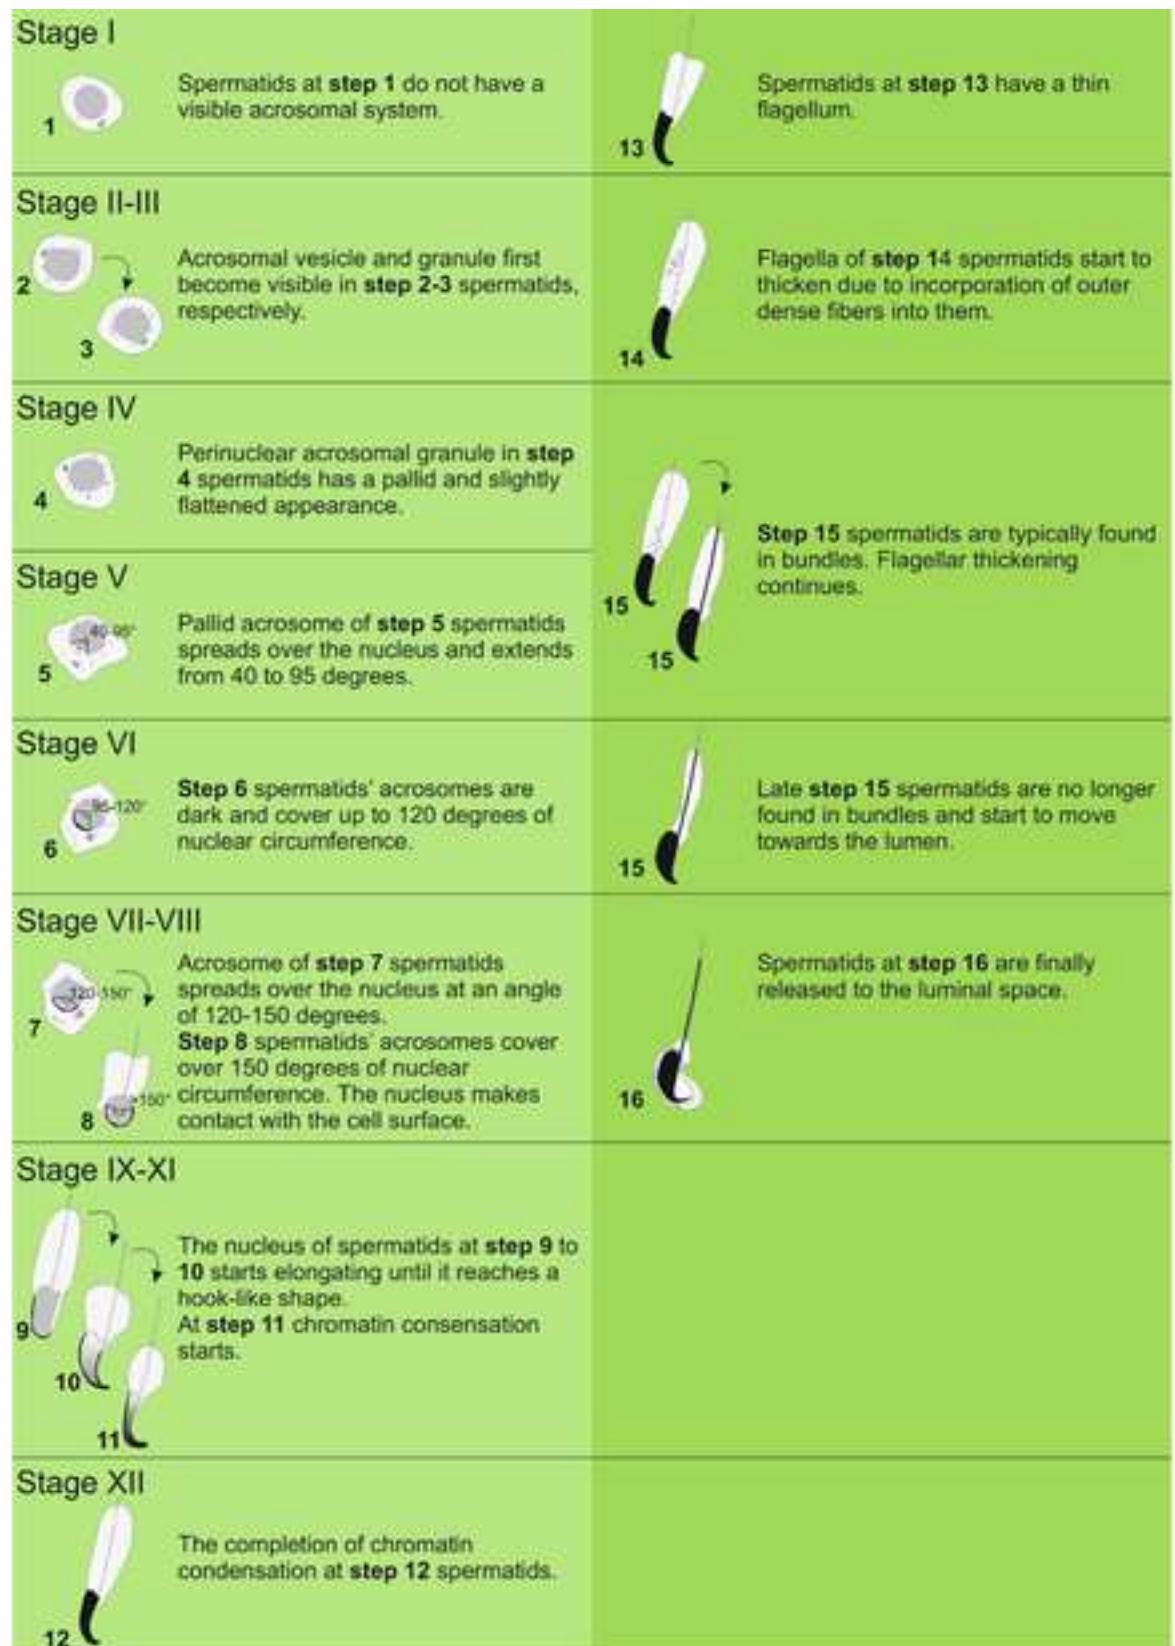 Stage I
1
Spermatids at step 1 do not have a
visible acrosomal system.
13
Spermatids at step 13 have a thin
flagellum.
Stage II-III
2
3
Acrosomal vesicle and granule first
become visible in step 2-3 spermatids,
respectively.
14
Flagella of step 14 spermatids start to
thicken due to incorporation of outer
dense fibers into them.
Stage IV
4
Perinuclear acrosomal granule in step
4 spermatids has a pallid and slightly
flattened appearance.
Stage V
40-95°
5
Pallid acrosome of step 5 spermatids
spreads over the nucleus and extends
from 40 to 95 degrees.
15
15
Step 15 spermatids are typically found
in bundles. Flagellar thickening
continues.
Stage VI
95-120°
6
Step 6 spermatids' acrosomes are
dark and cover up to 120 degrees of
nuclear circumference.
15
Late step 15 spermatids are no longer
found in bundles and start to move
towards the lumen.
Stage VII-VIII
120-150°
7
>150°
8
Acrosome of step 7 spermatids
spreads over the nucleus at an angle
of 120-150 degrees.
Step 8 spermatids' acrosomes cover
over 150 degrees of nuclear
circumference. The nucleus makes
contact with the cell surface.
16
Spermatids at step 16 are finally
released to the luminal space.
Stage IX-XI
9
10
11
The nucleus of spermatids at step 9 to
10 starts elongating until it reaches a
hook-like shape.
At step 11 chromatin consensation
starts.
Stage XII
12
The completion of chromatin
condensation at step 12 spermatids.